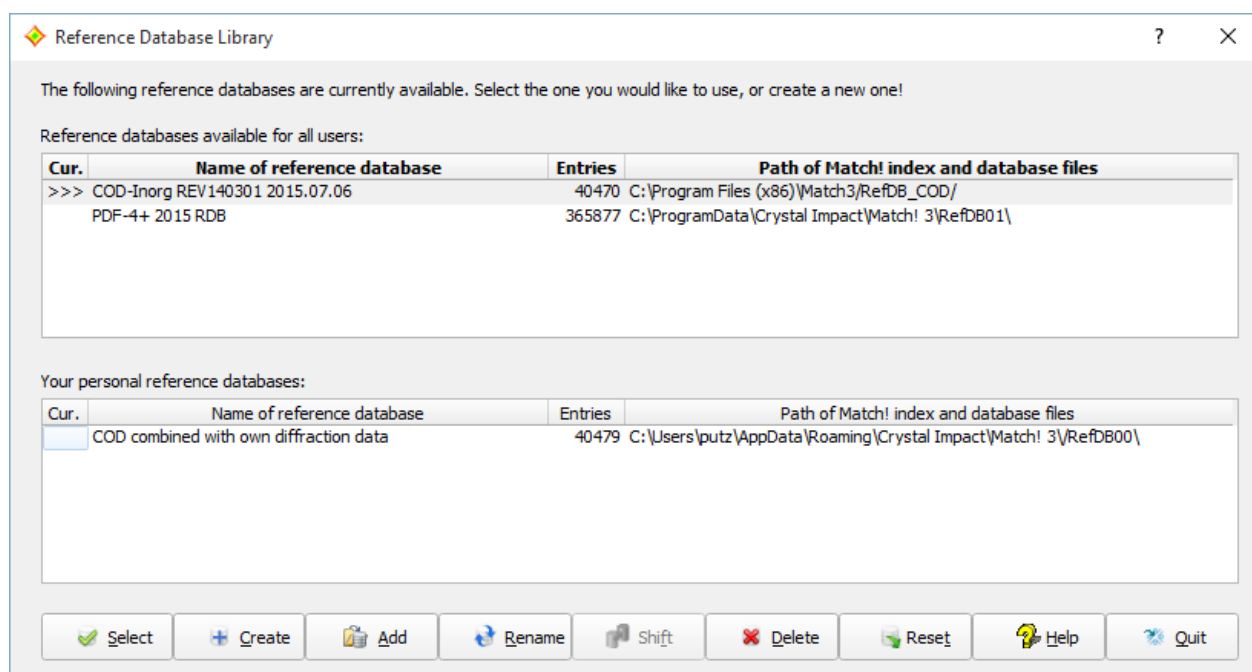 Reference Database Library
?
The following reference databases are currently available. Select the one you would like to use, or create a new one!
Reference databases available for all users:
Cur. Name of reference database Entries Path of Match! index and database files
>>> COD-Inorg REV140301 2015.07.06 40470 C:\Program Files (x86)\Match3/RefDB_COD/
PDF-4+ 2015 RDB 365877 C:\ProgramData\Crystal Impact\Match! 3\RefDB01\
Your personal reference databases:
Cur. Name of reference database Entries Path of Match! index and database files
COD combined with own diffraction data 40479 C:\Users\putz\AppData\Roaming\Crystal Impact\Match! 3\/RefDB00\
Select Create Add Rename Shift Delete Reset Help Quit